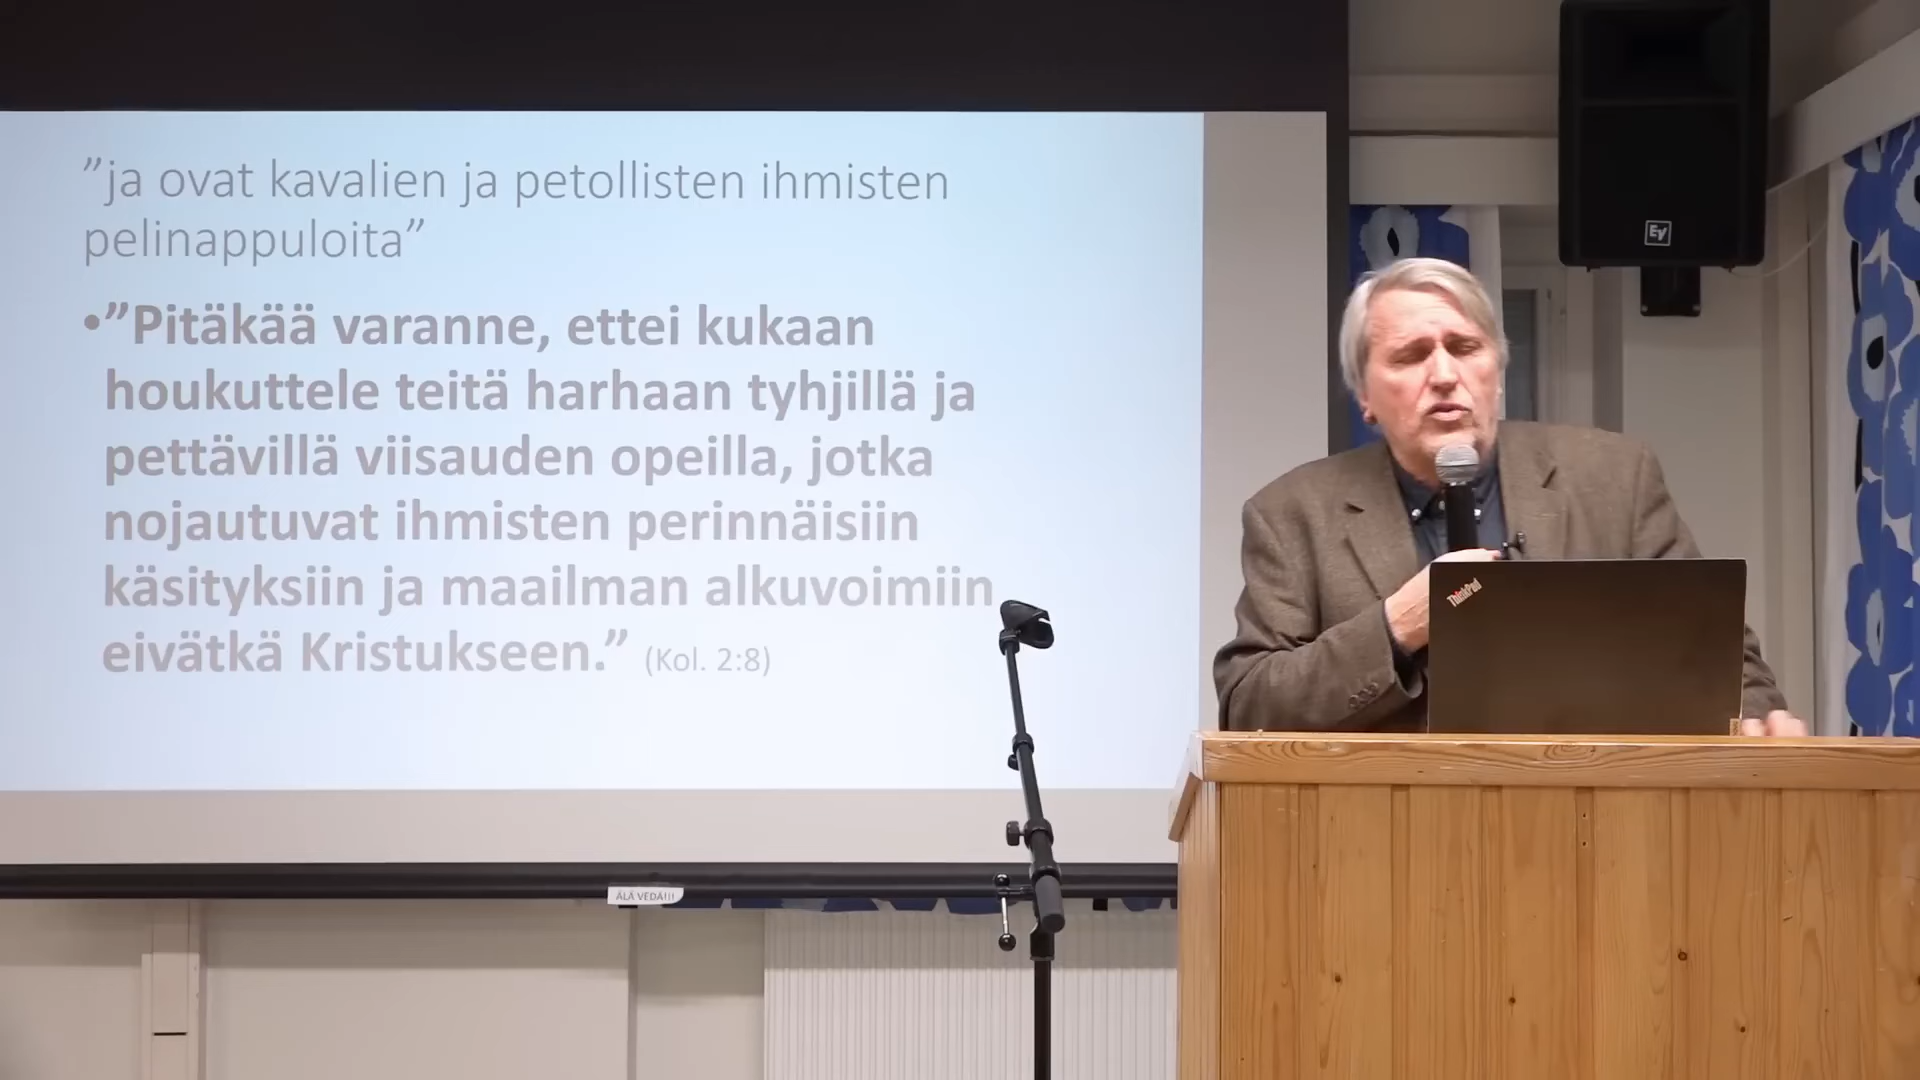 ”ja ovat kavalien ja petollisten ihmisten
pelinappuloita”
•”Pitäkää varanne, ettei kukaan
houkuttele teitä harhaan tyhjillä ja
pettävillä viisauden opeilla, jotka
nojautuvat ihmisten perinnäisiin
käsityksiin ja maailman alkuvoimiin
eivätkä Kristukseen.” (Kol. 2:8)
EV
ThinkPad
ÄLÄ VEDÄ!!!